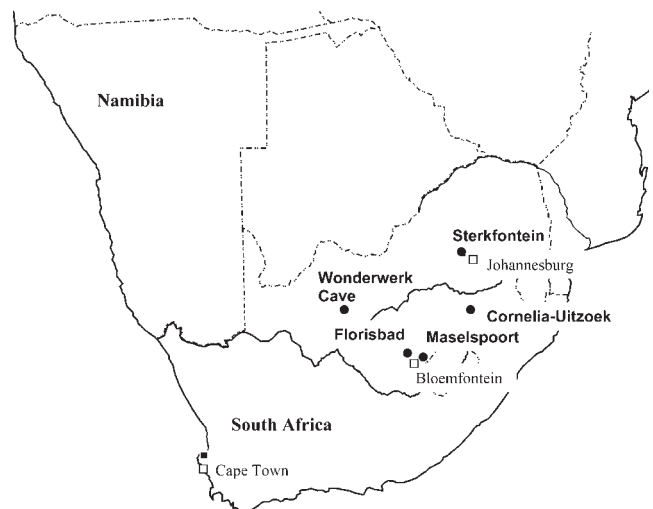 Namibia
Sterkfontein
Johannesburg
Wonderwerk
Cave
Cornelia-Uitzoek
Florisbad
Maselspoort
Bloemfontein
South Africa
Cape Town